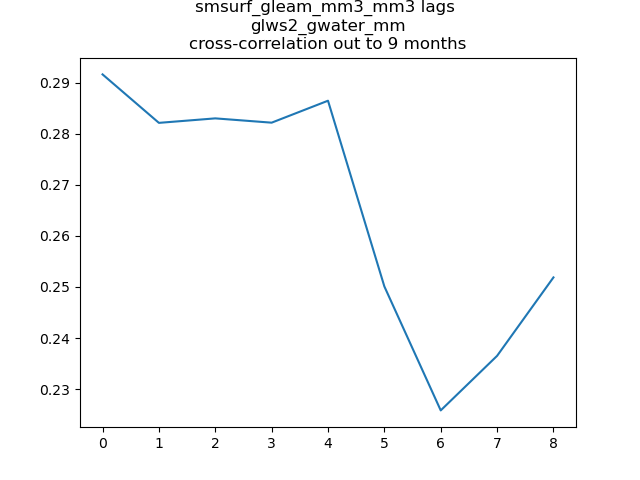 smsurf_gleam_mm3_mm3 lags
glws2_gwater_mm
cross-correlation out to 9 months
0.29
0.28
0.27
0.26
0.25
0.24
0.23
0 1 2 3 4 5 6 7 8